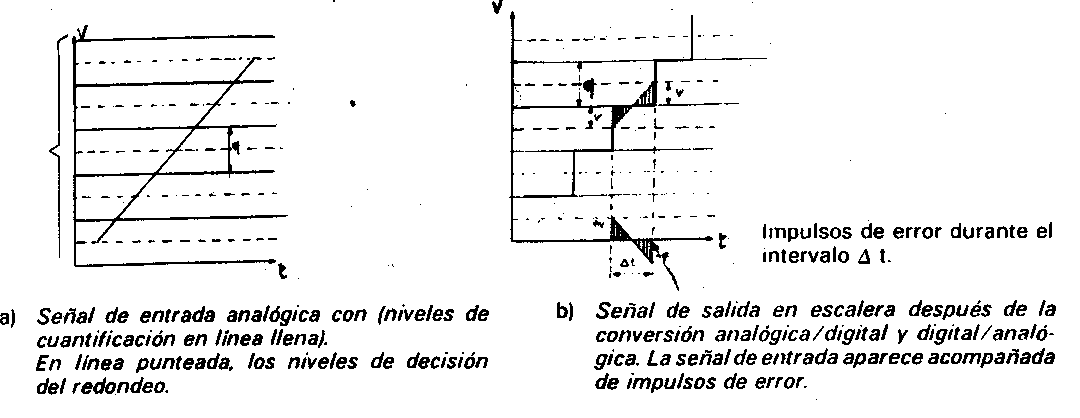 V
q
t
V
q
v
v
Δ t
t
Impulsos de error durante el
intervalo Δ t.
a) Señal de entrada analógica con (niveles de
cuantificación en línea llena).
En línea punteada, los niveles de decisión
del redondeo.
b) Señal de salida en escalera después de la
conversión analógica/digital y digital/analó-
gica. La señal de entrada aparece acompañada
de impulsos de error.